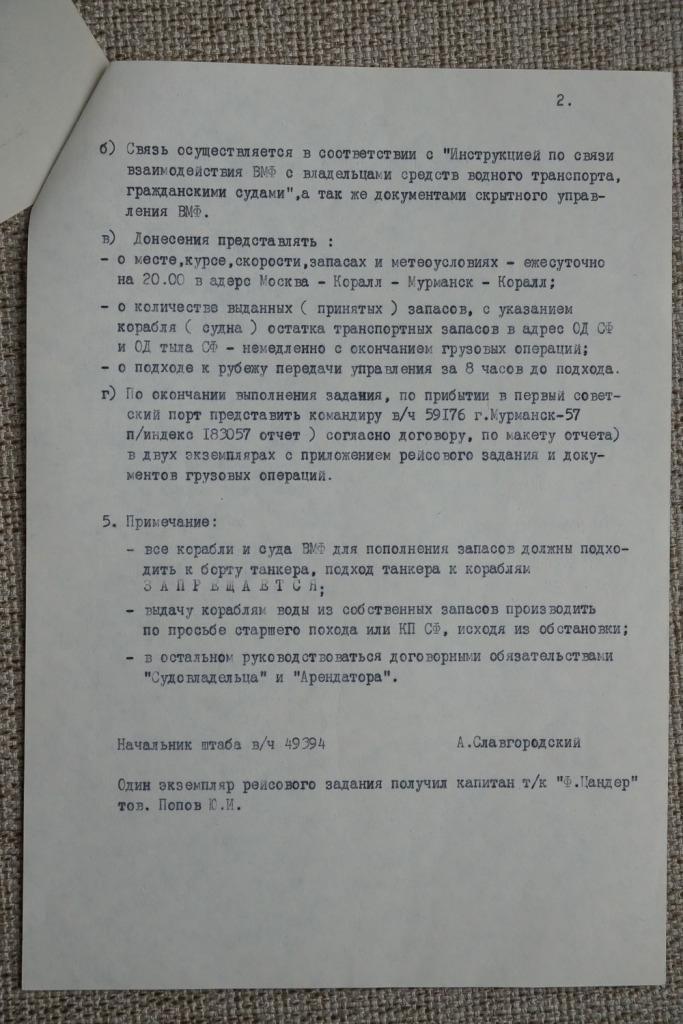 2.
б) Связь осуществляется в соответствии с "Инструкцией по связи
взаимодействия ВМФ с владельцами средств водного транспорта,
гражданскими судами",а так же документами скрытного управ-
ления ВМФ.
в) Донесения представлять :
- о месте,курсе,скорости,запасах и метеоусловиях - ежесуточно
на 20.00 в адерс Москва - Коралл - Мурманск - Коралл;
- о количестве выданных ( принятых ) запасов, с указанием
корабля ( судна ) остатка транспортных запасов в адрес ОД СФ
и ОД тыла СФ - немедленно с окончанием грузовых операций;
- о подходе к рубежу передачи управления за 8 часов до подхода.
г) По окончании выполнения задания, по прибытии в первый совет-
ский порт представить командиру в/ч 59176 г.Мурманск-57
п/индекс 183057 отчет ) согласно договору, по макету отчета)
в двух экземплярах с приложением рейсового задания и доку-
ментов грузовых операций.
5. Примечание:
- все корабли и суда ВМФ для пополнения запасов должны подхо-
дить к борту танкера, подход танкера к кораблям
З А П Р Е Щ А Е Т С Я;
- выдачу кораблям воды из собственных запасов производить
по просьбе старшего похода или КП СФ, исходя из обстановки;
- в остальном руководствоваться договорными обязательствами
"Судовладельца" и "Арендатора".
Начальник штаба в/ч 49394 А.Славгородский
Один экземпляр рейсового задания получил капитан т/к "Ф.Цандер"
тов. Попов Ю.И.